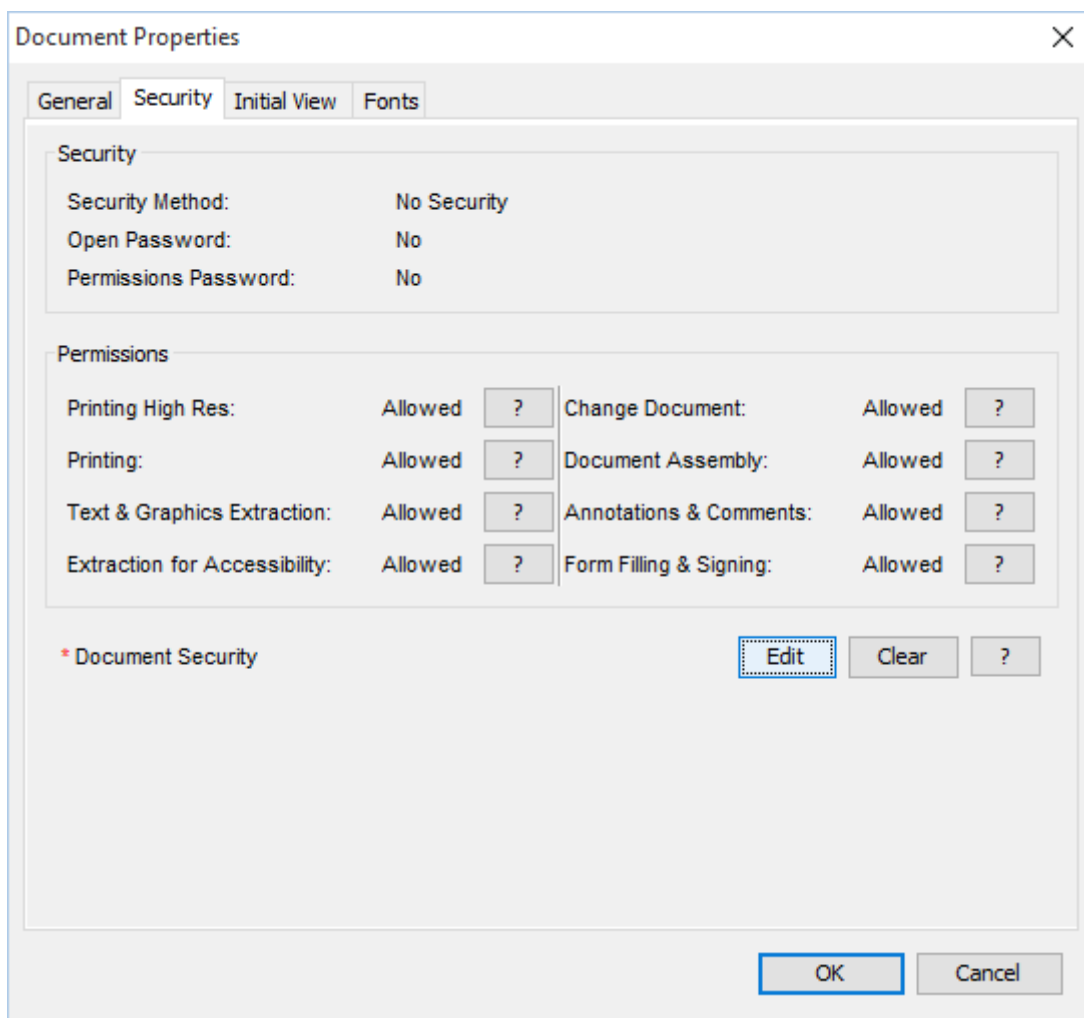 Document Properties
General Security Initial View Fonts
Security
Security Method: No Security
Open Password: No
Permissions Password: No
Permissions
Printing High Res: Allowed ? Change Document: Allowed ?
Printing: Allowed ? Document Assembly: Allowed ?
Text & Graphics Extraction: Allowed ? Annotations & Comments: Allowed ?
Extraction for Accessibility: Allowed ? Form Filling & Signing: Allowed ?
* Document Security Edit Clear ?
OK Cancel